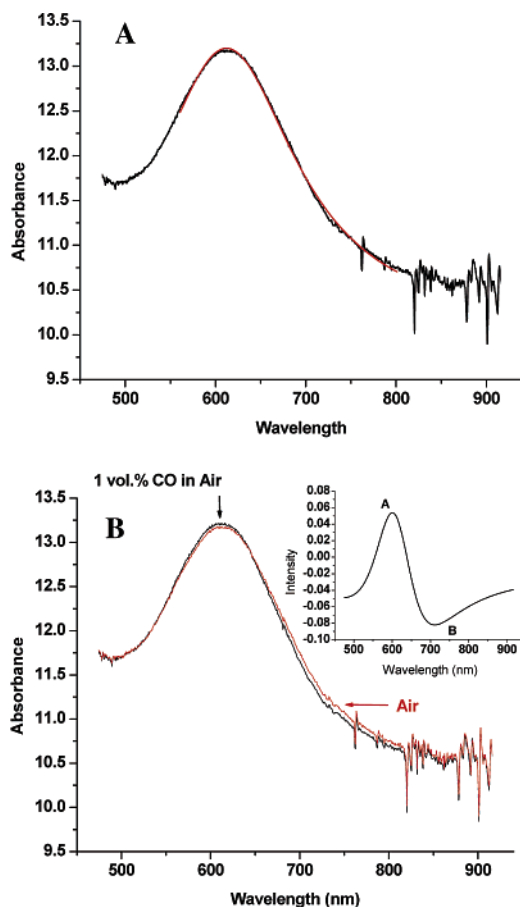 A
13.5
13.0
12.5
12.0
11.5
11.0
10.5
10.0
9.5
Absorbance
500 600 700 800 900
Wavelength
1 vol.% CO in Air
B
13.5
13.0
12.5
12.0
11.5
11.0
10.5
10.0
9.5
Absorbance
500 600 700 800 900
Wavelength (nm)
Air
0.08
0.06
0.04
0.02
0.00
-0.02
-0.04
-0.06
-0.08
-0.10
Intensity
A
B
500 600 700 800 900
Wavelength (nm)